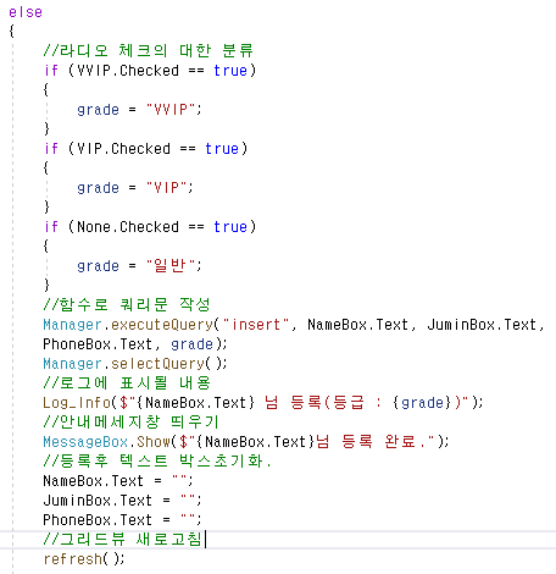 else
{
//라디오 체크의 대한 분류
if (VVIP.Checked == true)
{
grade = "VVIP";
}
if (VIP.Checked == true)
{
grade = "VIP";
}
if (None.Checked == true)
{
grade = "일반";
}
//함수로 쿼리문 작성
Manager.executeQuery("insert", NameBox.Text, JuminBox.Text,
PhoneBox.Text, grade);
Manager.selectQuery();
//로그에 표시될 내용
Log_Info($"{NameBox.Text} 님 등록(등급 : {grade})");
//안내메세지창 띄우기
MessageBox.Show($"{NameBox.Text}님 등록 완료.");
//등록후 텍스트 박스초기화.
NameBox.Text = "";
JuminBox.Text = "";
PhoneBox.Text = "";
//그리드뷰 새로고침
refresh();